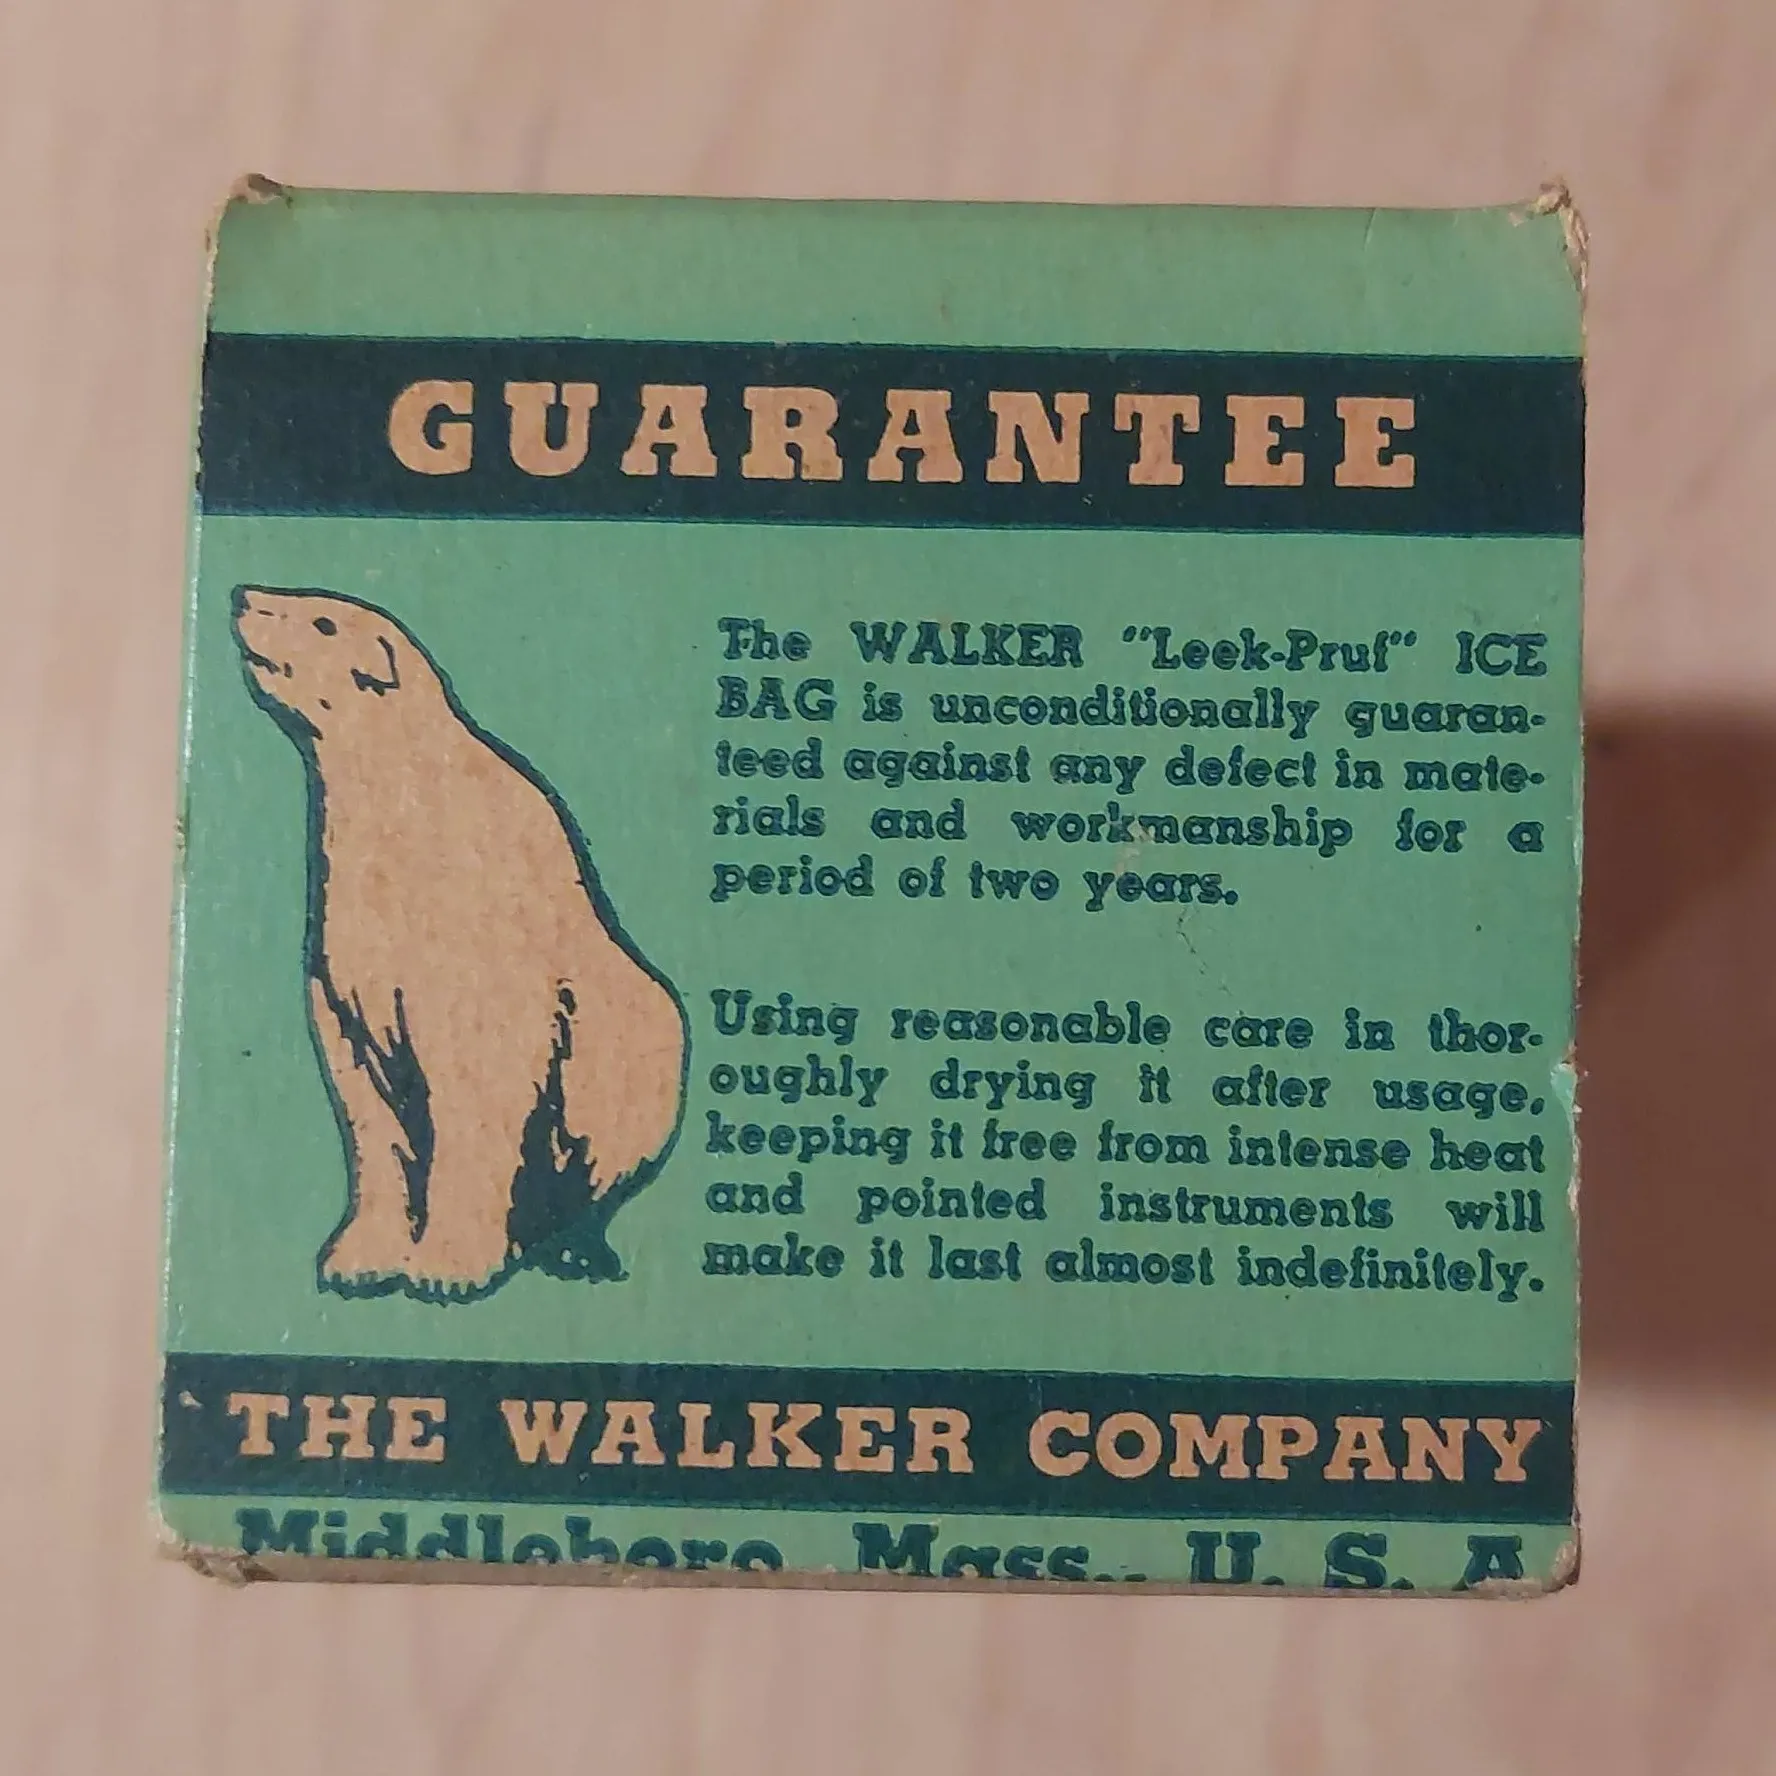 GUARANTEE
The WALKER "Leek-Pruf" ICE
BAG is unconditionally guaran-
teed against any defect in mate-
rials and workmanship for a
period of two years.
Using reasonable care in thor-
oughly drying it after usage,
keeping it free from intense heat
and pointed instruments will
make it last almost indefinitely.
THE WALKER COMPANY
Middleboro, Mass., U. S. A